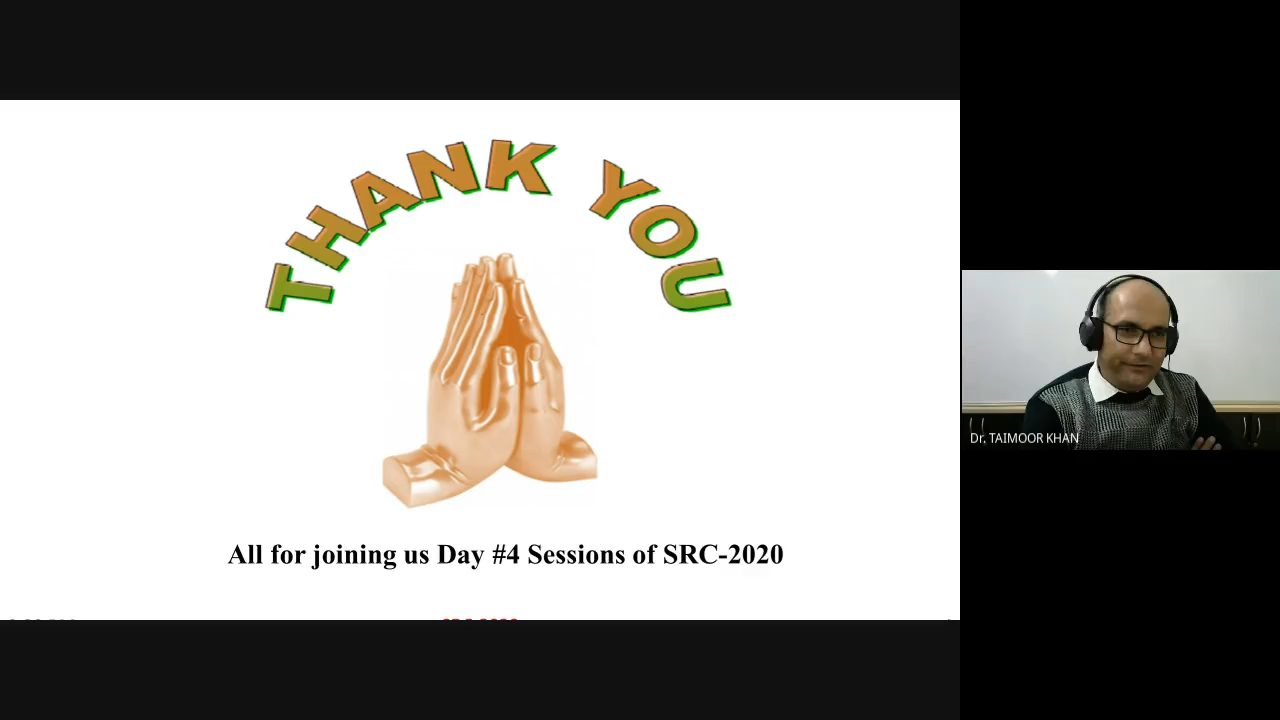 THANK YOU
All for joining us Day #4 Sessions of SRC-2020
Dr. TAIMOOR KHAN